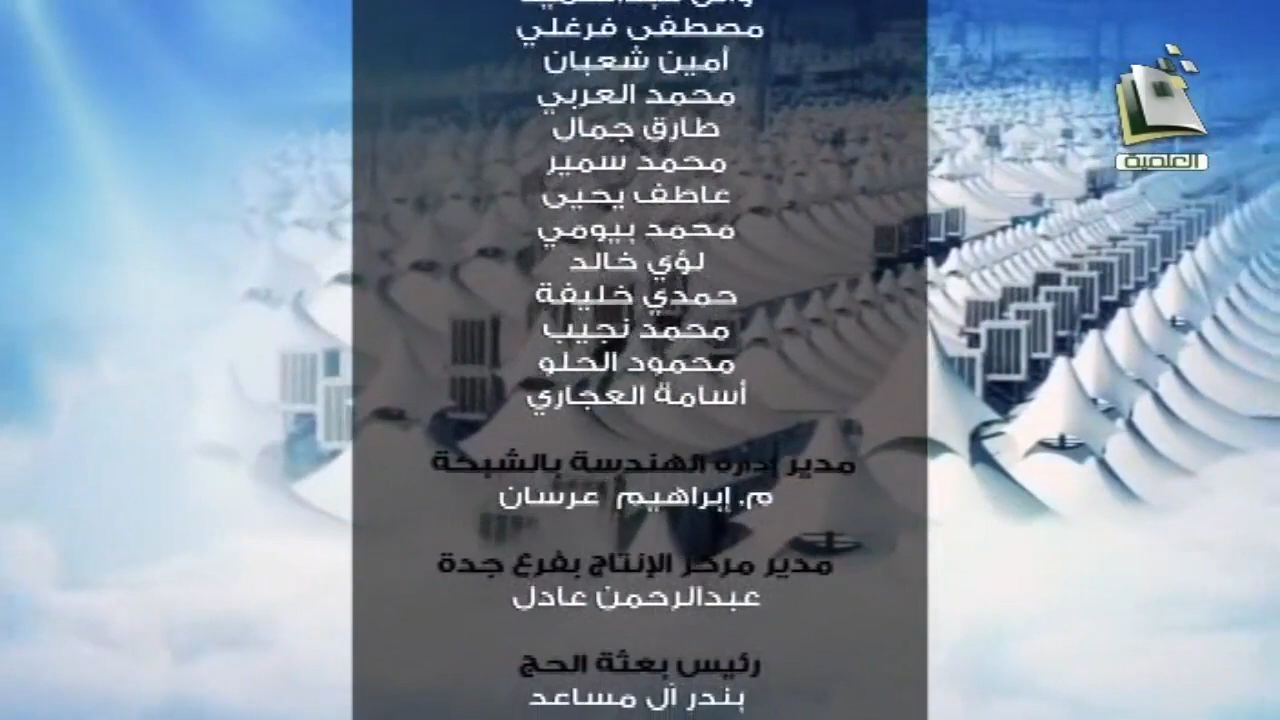 مصطفى فرغلي
أمين شعبان
محمد العربي
طارق جمال
محمد سمير
عاطف يحيى
محمد بيومي
لؤي خالد
حمدي خليفة
محمد نجيب
محمود الحلو
أسامة العجاري
مدير إدارة الهندسة بالشبكة
م. إبراهيم عرسان
مدير مركز الإنتاج بفرع جدة
عبدالرحمن عادل
رئيس بعثة الحج
بندر آل مساعد
العلمية